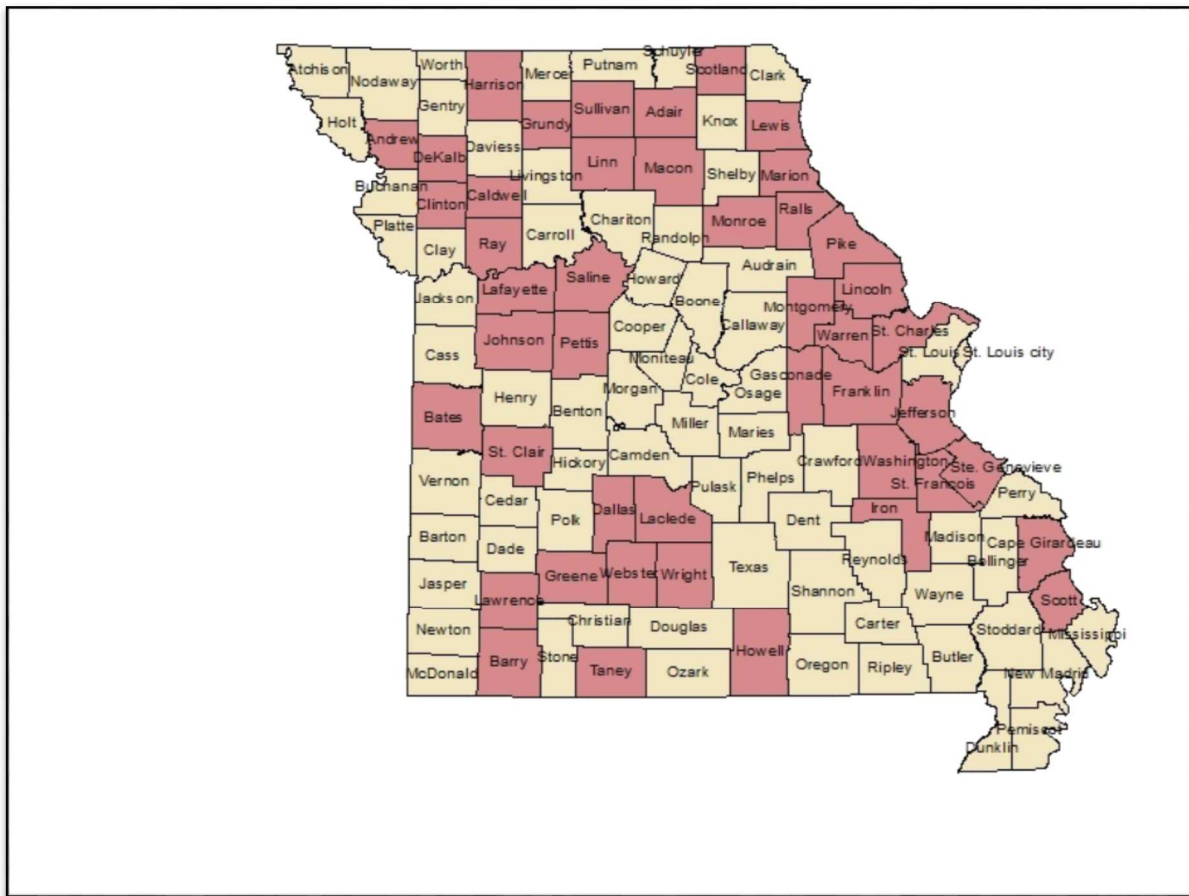 Atchison
Nodaway
Worth
Harrison
Mercer
Putnam
Schuyler
Scotland
Clark
Gentry
Holt
Sullivan
Adair
Knox
Lewis
Grundy
Andrew
DeKalb
Daviess
Linn
Macon
Shelby
Marion
Livingston
Buchanan
Clinton
Caldwell
Chariton
Randolph
Monroe
Ralls
Platte
Clay
Ray
Carroll
Pike
Audrain
Saline
Howard
Lafayette
Jackson
Boone
Montgomery
Lincoln
Callaway
Cooper
Johnson
Pettis
Warren
St. Charles
Cass
Moniteau
St. Louis
St. Louis city
Cole
Gasconade
Osage
Franklin
Morgan
Henry
Benton
Bates
Jefferson
Miller
Maries
St. Clair
Hickory
Camden
Crawford
Washington
Ste. Genevieve
St. Francois
Vernon
Cedar
Pulask
Phelps
Perry
Polk
Dallas
Laclede
Iron
Dent
Barton
Dade
Madison
Cape Girardeau
Bollinger
Reynolds
Jasper
Greene
Webster
Wright
Texas
Shannon
Wayne
Lawrence
Scott
Newton
Christian
Douglas
Carter
Stoddard
Mississippi
McDonald
Barry
Stone
Taney
Ozark
Howell
Oregon
Ripley
Butler
New Madrid
Pemiscot
Dunklin